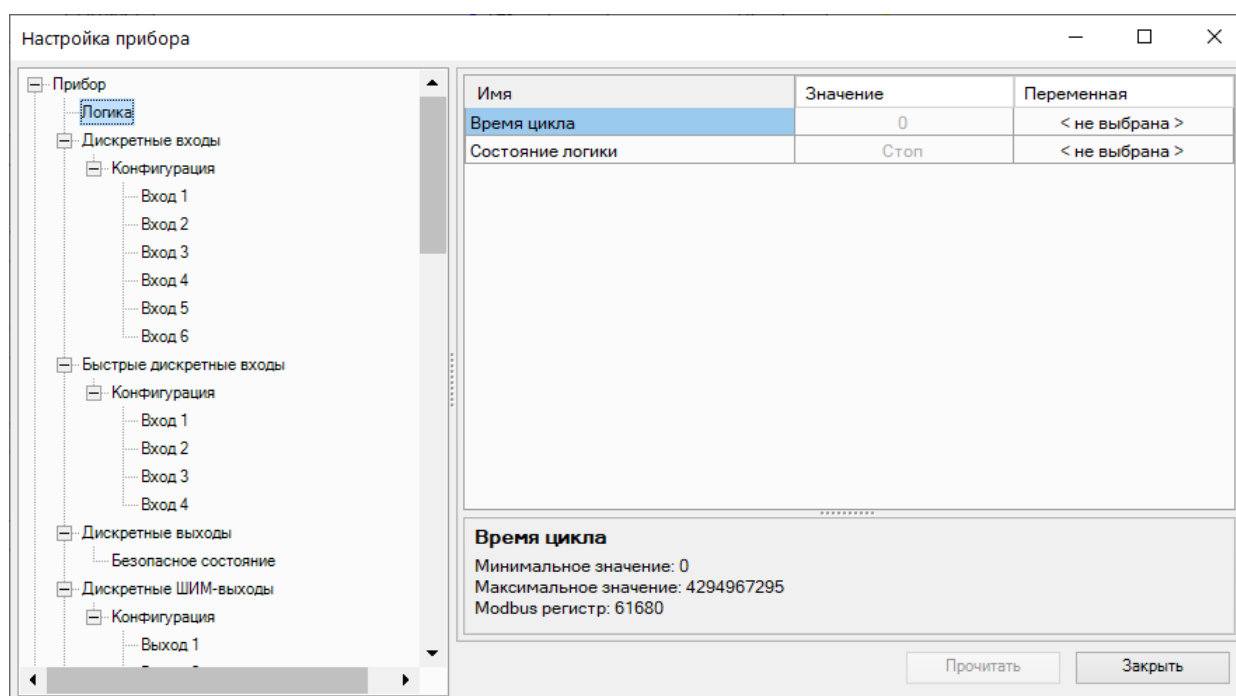 Настройка прибора
Прибор
Логика
Дискретные входы
Конфигурация
Вход 1
Вход 2
Вход 3
Вход 4
Вход 5
Вход 6
Быстрые дискретные входы
Конфигурация
Вход 1
Вход 2
Вход 3
Вход 4
Дискретные выходы
Безопасное состояние
Дискретные ШИМ-выходы
Конфигурация
Выход 1
Имя Значение Переменная
Время цикла 0 < не выбрана >
Состояние логики Стоп < не выбрана >
Время цикла
Минимальное значение: 0
Максимальное значение: 4294967295
Modbus регистр: 61680
Прочитать Закрыть